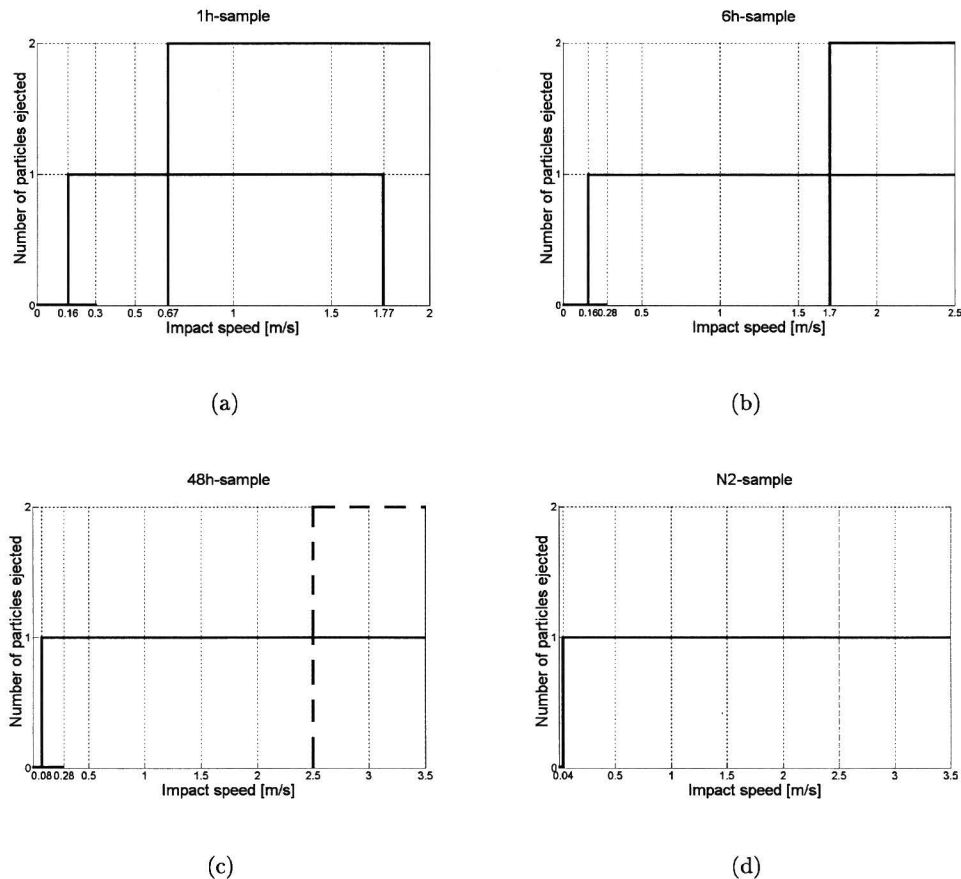 1h-sample
Number of particles ejected
2
1
0
0 0.16 0.3 0.5 0.67 1 1.5 1.77 2
Impact speed [m/s]
(a)
6h-sample
Number of particles ejected
2
1
0
0 0.16 0.28 0.5 1 1.5 1.7 2 2.5
Impact speed [m/s]
(b)
48h-sample
Number of particles ejected
2
1
0
0.08 0.28 0.5 1 1.5 2 2.5 3 3.5
Impact speed [m/s]
(c)
N2-sample
Number of particles ejected
2
1
0
0.04 0.5 1 1.5 2 2.5 3 3.5
Impact speed [m/s]
(d)